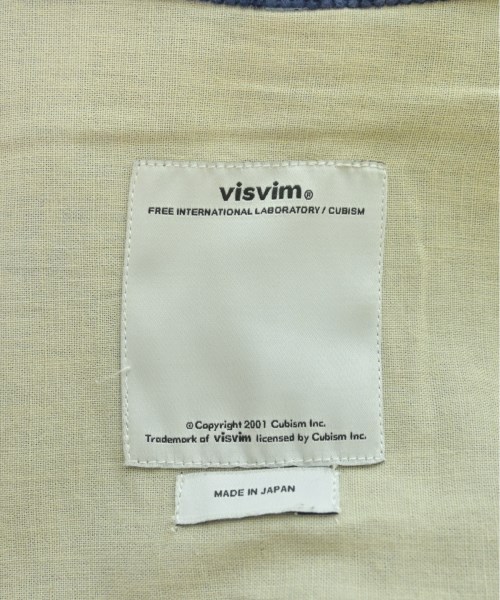 visvim®
FREE INTERNATIONAL LABORATORY / CUBISM
© Copyright 2001 Cubism Inc.
Trademark of visvim licensed by Cubism Inc.
MADE IN JAPAN